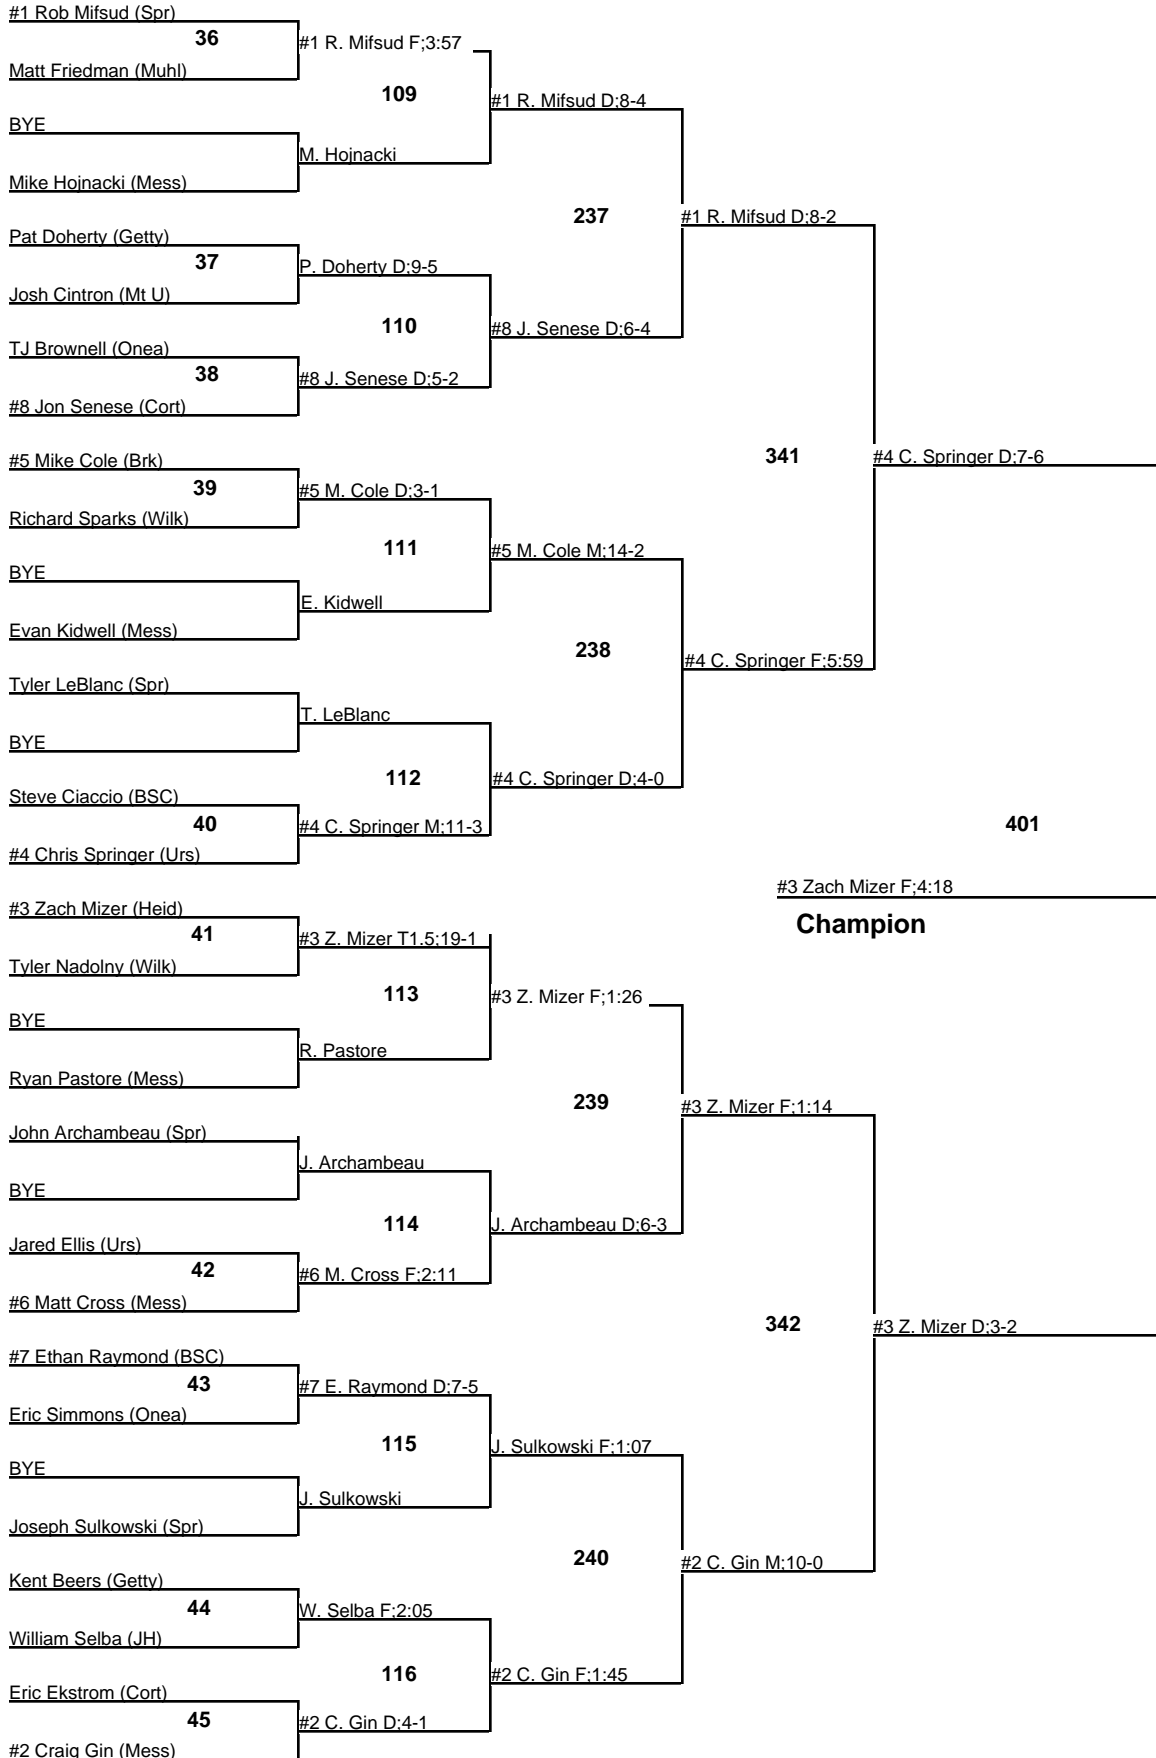 #1 Rob Mifsud (Spr)
36
#1 R. Mifsud F;3:57
Matt Friedman (Muhl)
109
#1 R. Mifsud D;8-4
BYE
M. Hojnacki
Mike Hojnacki (Mess)
237
#1 R. Mifsud D;8-2
Pat Doherty (Getty)
37
P. Doherty D;9-5
Josh Cintron (Mt U)
110
#8 J. Senese D;6-4
TJ Brownell (Onea)
38
#8 J. Senese D;5-2
#8 Jon Senese (Cort)
341
#4 C. Springer D;7-6
#5 Mike Cole (Brk)
39
#5 M. Cole D;3-1
Richard Sparks (Wilk)
111
#5 M. Cole M;14-2
BYE
E. Kidwell
Evan Kidwell (Mess)
238
#4 C. Springer F;5:59
Tyler LeBlanc (Spr)
T. LeBlanc
BYE
112
#4 C. Springer D;4-0
Steve Ciaccio (BSC)
40
#4 C. Springer M;11-3
#4 Chris Springer (Urs)
401
#3 Zach Mizer F;4:18
Champion
#3 Zach Mizer (Heid)
41
#3 Z. Mizer T1.5;19-1
Tyler Nadolny (Wilk)
113
#3 Z. Mizer F;1:26
BYE
R. Pastore
Ryan Pastore (Mess)
239
#3 Z. Mizer F;1:14
John Archambeau (Spr)
J. Archambeau
BYE
114
J. Archambeau D;6-3
Jared Ellis (Urs)
42
#6 M. Cross F;2:11
#6 Matt Cross (Mess)
342
#3 Z. Mizer D;3-2
#7 Ethan Raymond (BSC)
43
#7 E. Raymond D;7-5
Eric Simmons (Onea)
115
J. Sulkowski F;1:07
BYE
J. Sulkowski
Joseph Sulkowski (Spr)
240
#2 C. Gin M;10-0
Kent Beers (Getty)
44
W. Selba F;2:05
William Selba (JH)
116
#2 C. Gin F;1:45
Eric Ekstrom (Cort)
45
#2 C. Gin D;4-1
#2 Craig Gin (Mess)